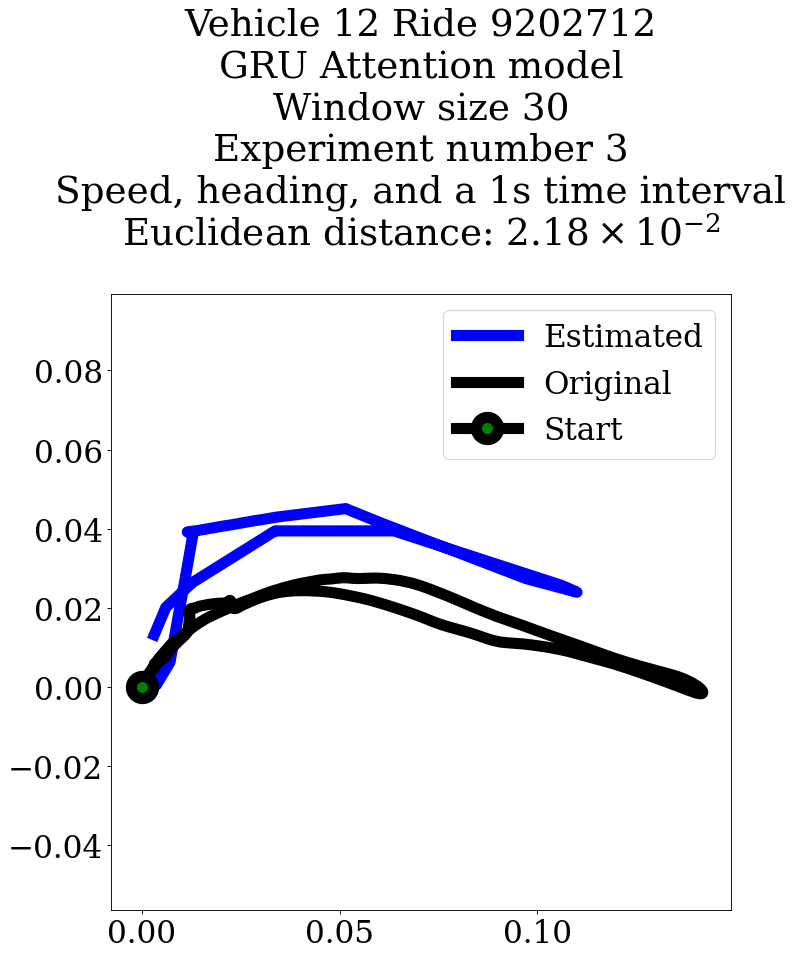 Vehicle 12 Ride 9202712
GRU Attention model
Window size 30
Experiment number 3
Speed, heading, and a 1s time interval
Euclidean distance: 2.18 × 10⁻²
Estimated
Original
Start
0.08
0.06
0.04
0.02
0.00
−0.02
−0.04
0.00 0.05 0.10